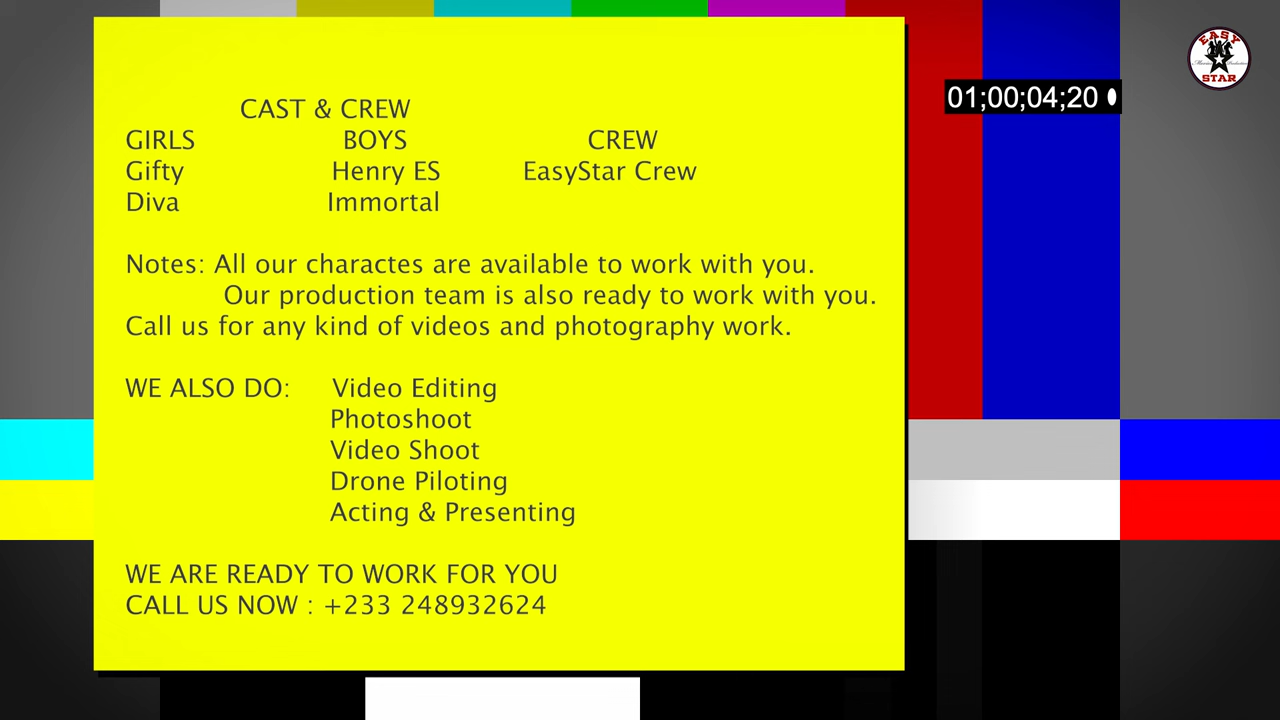 EASY
STAR
01;00;04;20
CAST & CREW
GIRLS BOYS CREW
Gifty Henry ES EasyStar Crew
Diva Immortal
Notes: All our charactes are available to work with you.
Our production team is also ready to work with you.
Call us for any kind of videos and photography work.
WE ALSO DO: Video Editing
Photoshoot
Video Shoot
Drone Piloting
Acting & Presenting
WE ARE READY TO WORK FOR YOU
CALL US NOW : +233 248932624